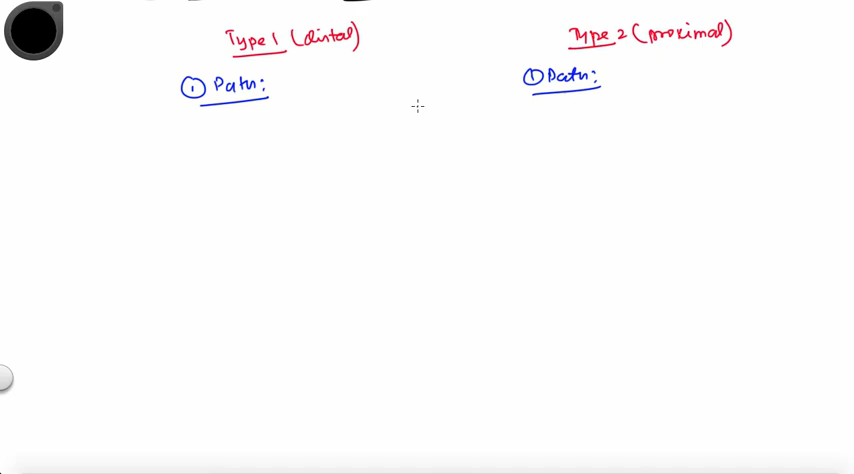 Type 1 (distal)
Type 2 (proximal)
① Path:
① Path: